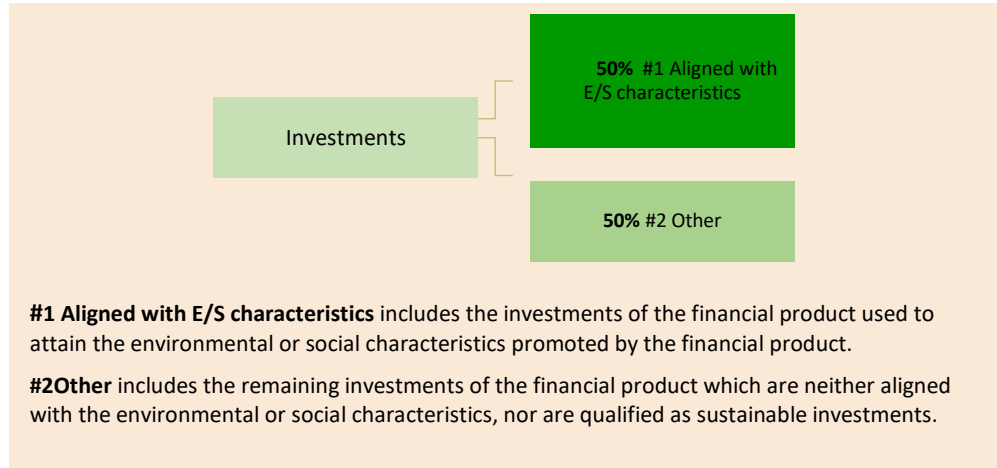 50% #1 Aligned with
E/S characteristics
Investments
50% #2 Other
#1 Aligned with E/S characteristics includes the investments of the financial product used to
attain the environmental or social characteristics promoted by the financial product.
#2Other includes the remaining investments of the financial product which are neither aligned
with the environmental or social characteristics, nor are qualified as sustainable investments.